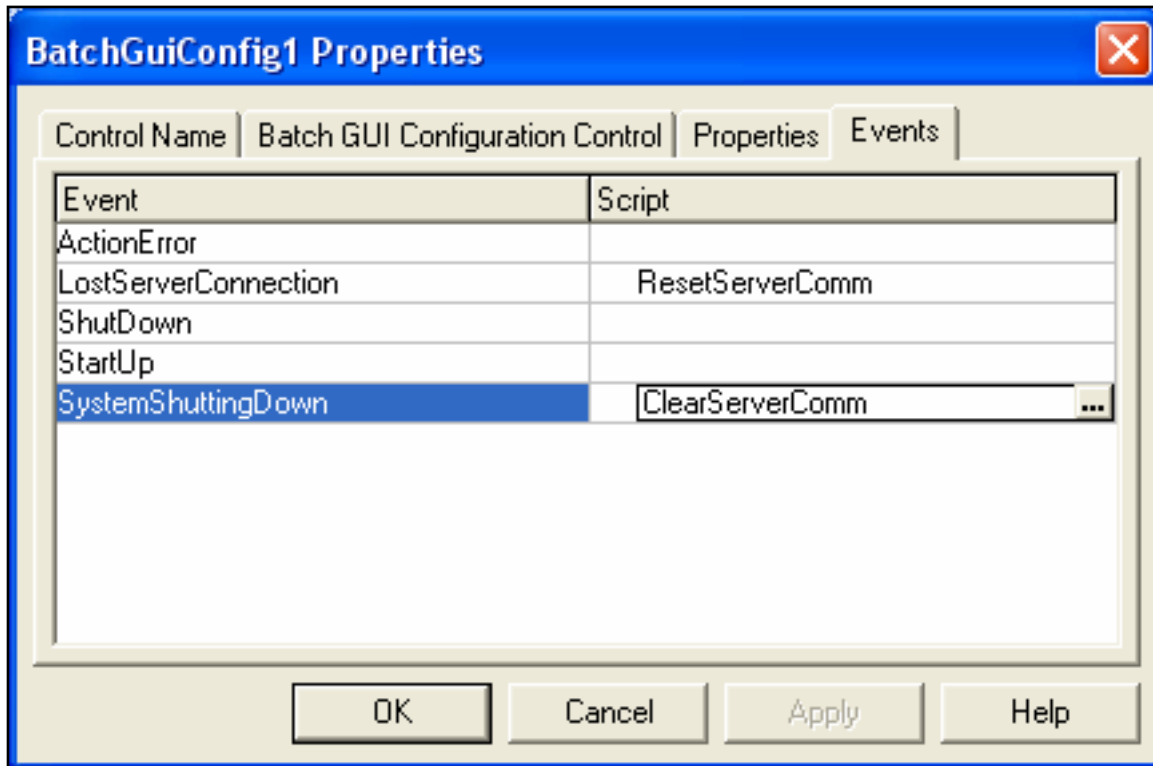 BatchGuiConfig1 Properties
Control Name Batch GUI Configuration Control Properties Events
Event Script
ActionError
LostServerConnection ResetServerComm
ShutDown
StartUp
SystemShuttingDown ClearServerComm ...
OK Cancel Apply Help